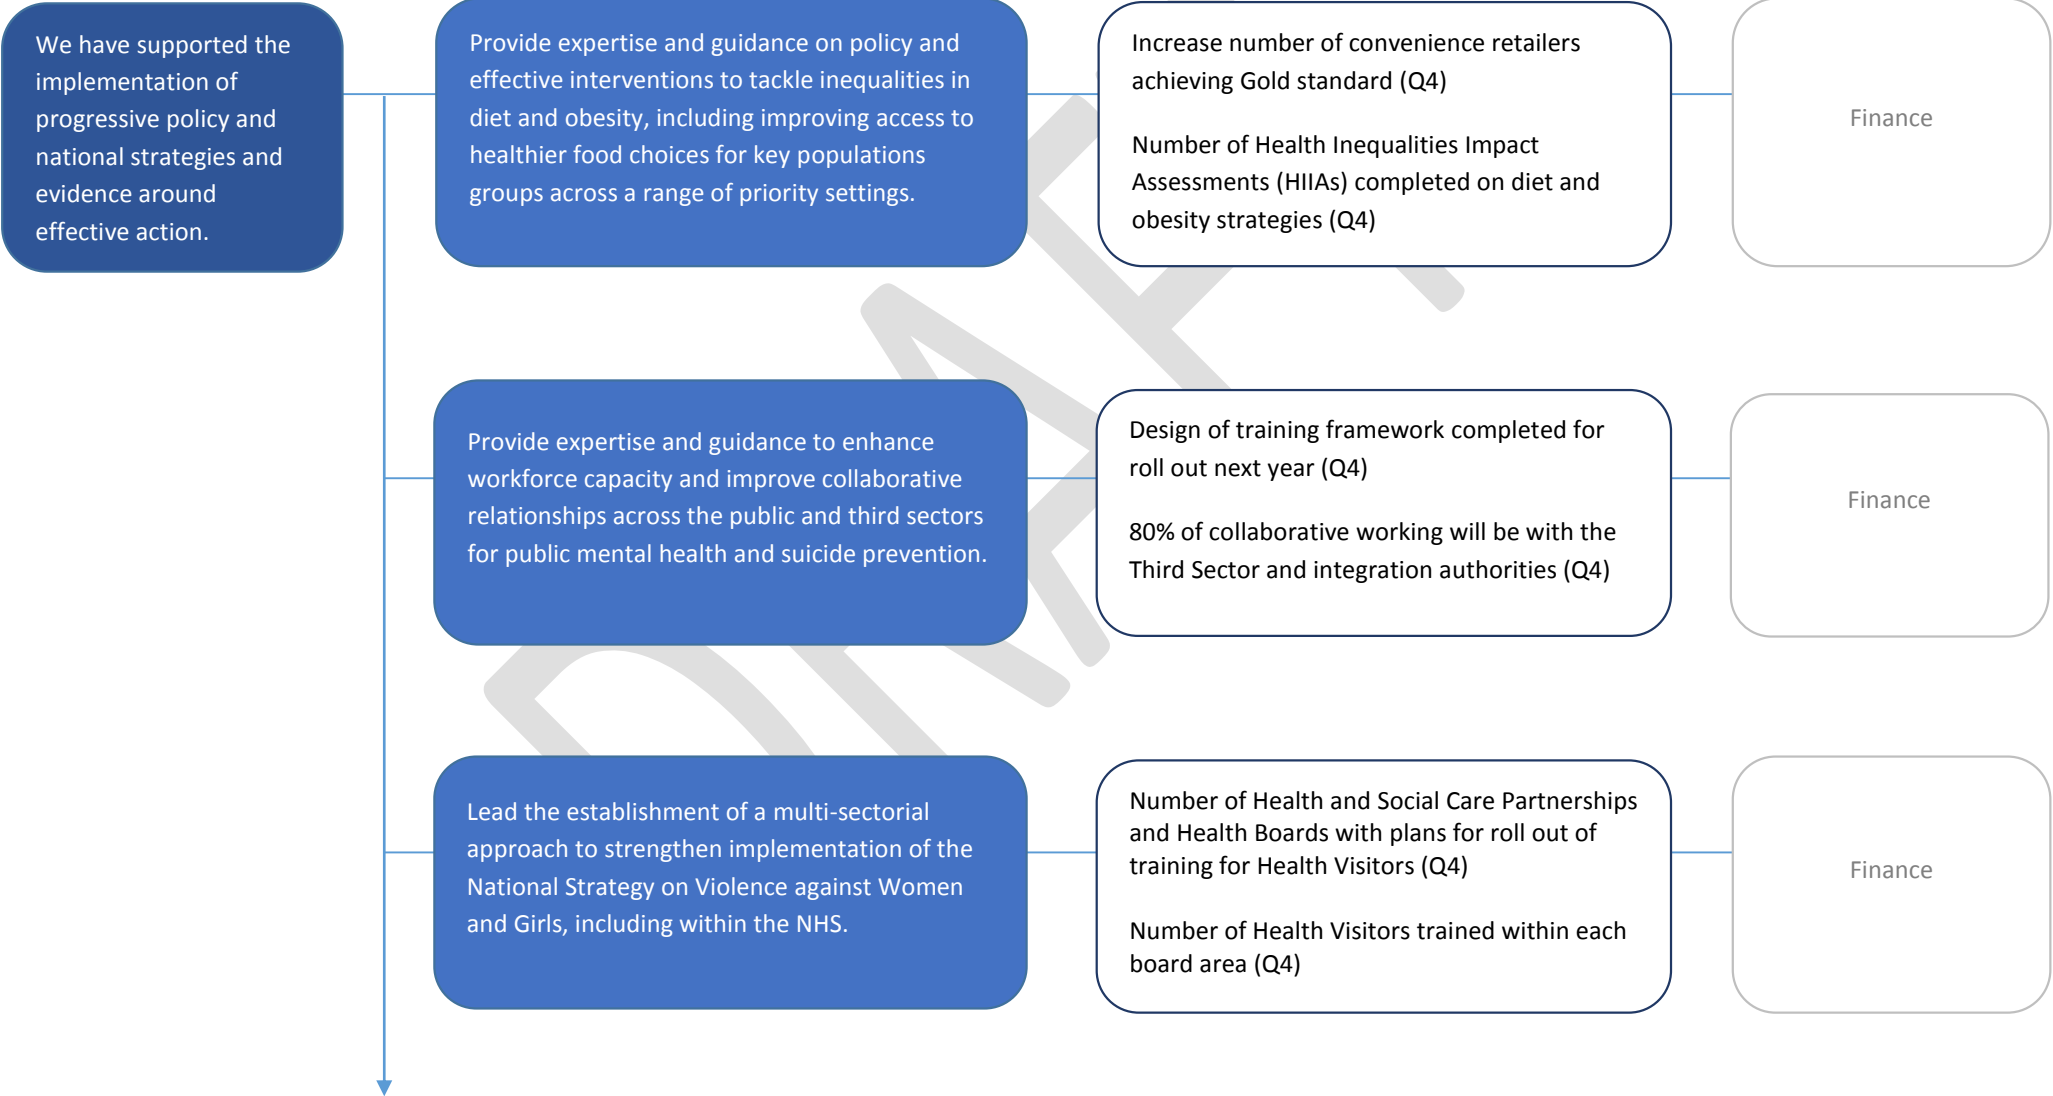 We have supported the
implementation of
progressive policy and
national strategies and
evidence around
effective action.
Provide expertise and guidance on policy and
effective interventions to tackle inequalities in
diet and obesity, including improving access to
healthier food choices for key populations
groups across a range of priority settings.
Increase number of convenience retailers
achieving Gold standard (Q4)
Number of Health Inequalities Impact
Assessments (HIIAs) completed on diet and
obesity strategies (Q4)
Finance
Provide expertise and guidance to enhance
workforce capacity and improve collaborative
relationships across the public and third sectors
for public mental health and suicide prevention.
Design of training framework completed for
roll out next year (Q4)
80% of collaborative working will be with the
Third Sector and integration authorities (Q4)
Finance
Lead the establishment of a multi-sectorial
approach to strengthen implementation of the
National Strategy on Violence against Women
and Girls, including within the NHS.
Number of Health and Social Care Partnerships
and Health Boards with plans for roll out of
training for Health Visitors (Q4)
Number of Health Visitors trained within each
board area (Q4)
Finance
DRAFT